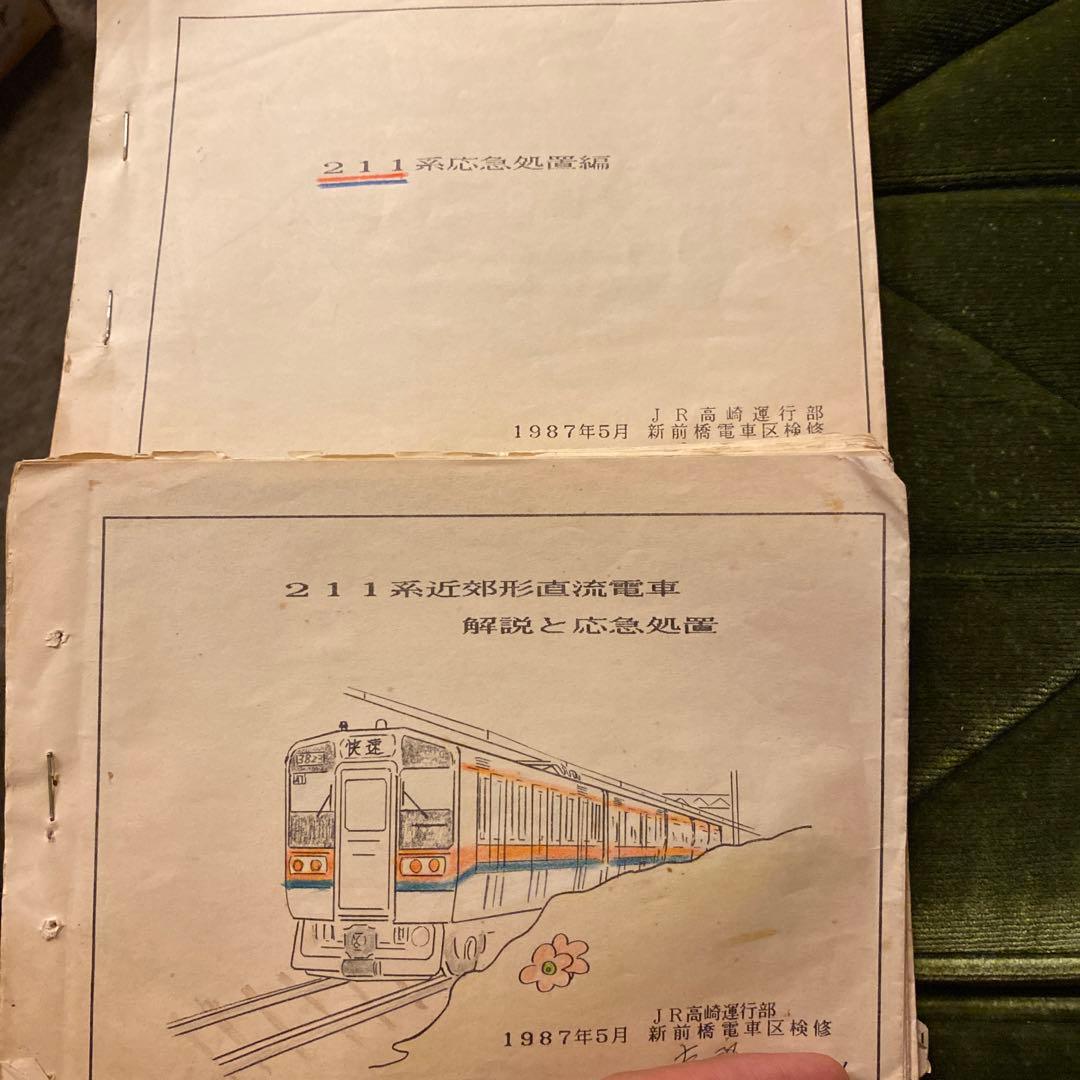 211系応急処置編
JR高崎運行部
1987年5月 新前橋電車区検修
211系近郊形直流電車
解説と応急処置
快速
JR高崎運行部
1987年5月 新前橋電車区検修